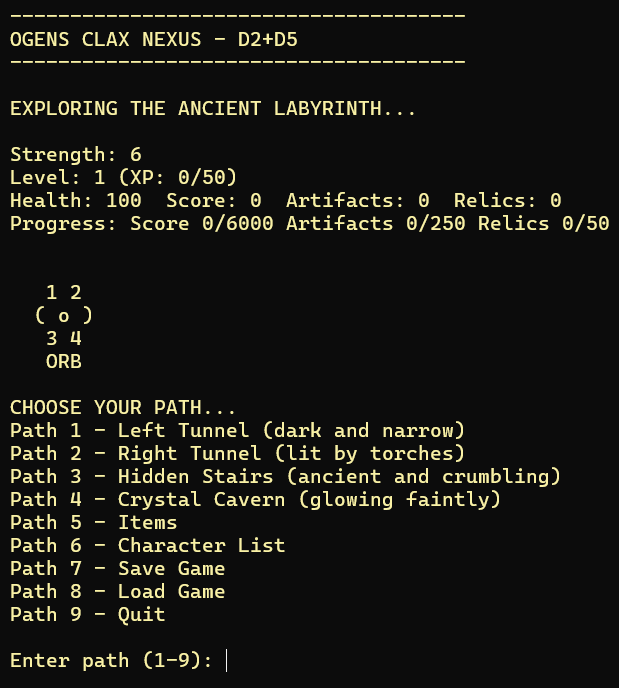 --------------------------------------
OGENS CLAX NEXUS - D2+D5
--------------------------------------
EXPLORING THE ANCIENT LABYRINTH...
Strength: 6
Level: 1 (XP: 0/50)
Health: 100  Score: 0  Artifacts: 0  Relics: 0
Progress: Score 0/6000 Artifacts 0/250 Relics 0/50
1 2
( o )
3 4
ORB
CHOOSE YOUR PATH...
Path 1 - Left Tunnel (dark and narrow)
Path 2 - Right Tunnel (lit by torches)
Path 3 - Hidden Stairs (ancient and crumbling)
Path 4 - Crystal Cavern (glowing faintly)
Path 5 - Items
Path 6 - Character List
Path 7 - Save Game
Path 8 - Load Game
Path 9 - Quit
Enter path (1-9):